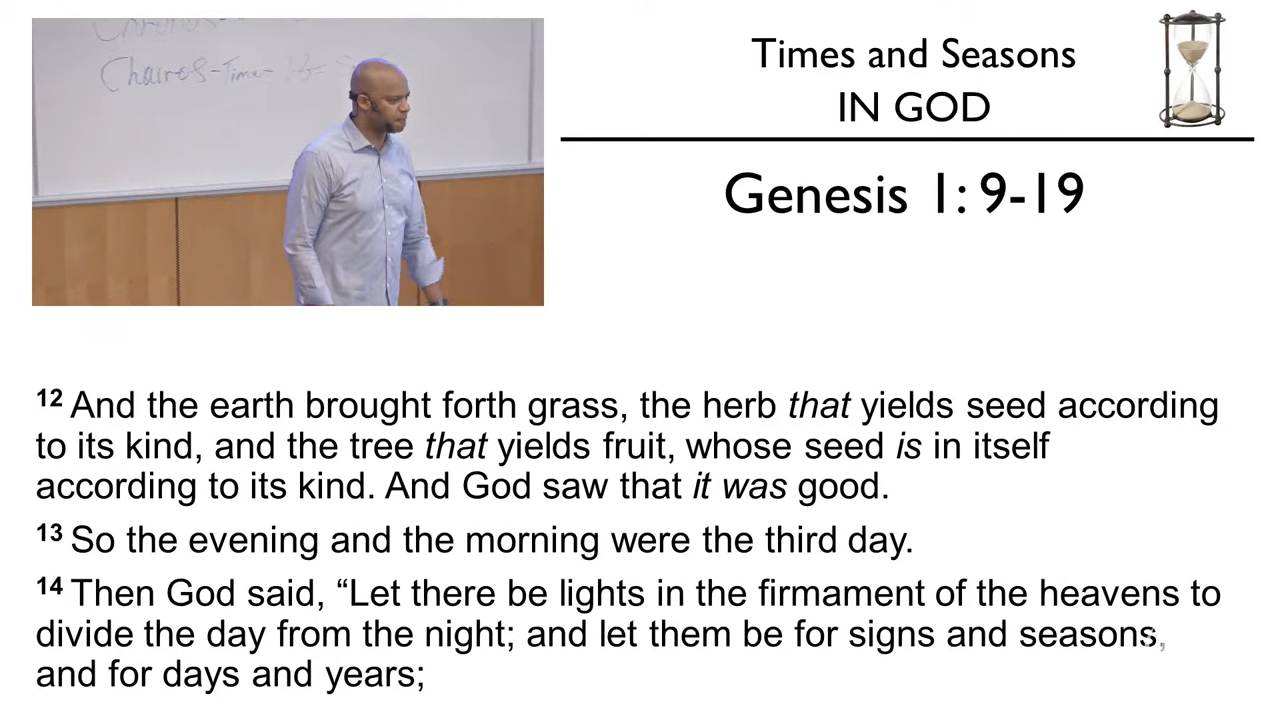 Chronos-
Chairos-Time-
Times and Seasons
IN GOD
Genesis 1: 9-19
12 And the earth brought forth grass, the herb that yields seed according
to its kind, and the tree that yields fruit, whose seed is in itself
according to its kind. And God saw that it was good.
13 So the evening and the morning were the third day.
14 Then God said, “Let there be lights in the firmament of the heavens to
divide the day from the night; and let them be for signs and seasons,
and for days and years;